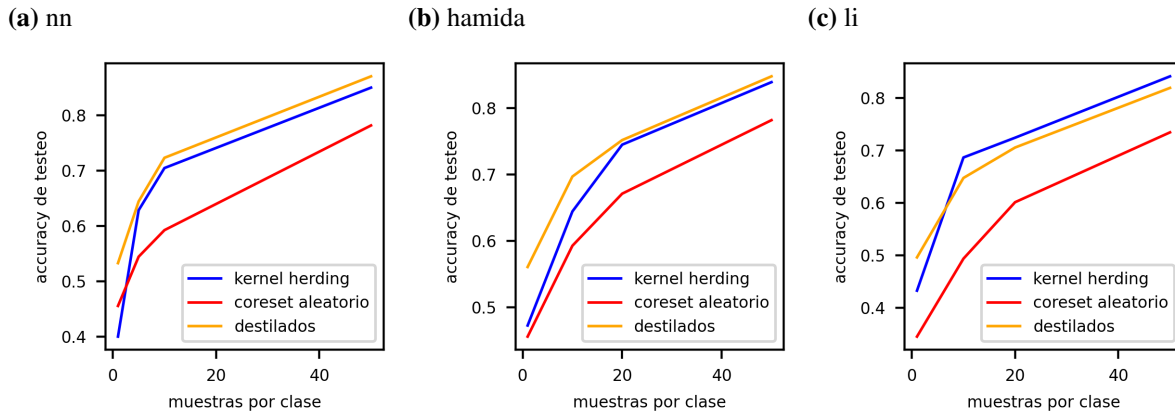 (a) nn
0.8
0.7
0.6
0.5
0.4
accuracy de testeo
kernel herding
coreset aleatorio
destilados
0
20
40
muestras por clase
(b) hamida
0.8
0.7
0.6
0.5
accuracy de testeo
kernel herding
coreset aleatorio
destilados
0
20
40
muestras por clase
(c) li
0.8
0.7
0.6
0.5
0.4
accuracy de testeo
kernel herding
coreset aleatorio
destilados
0
20
40
muestras por clase